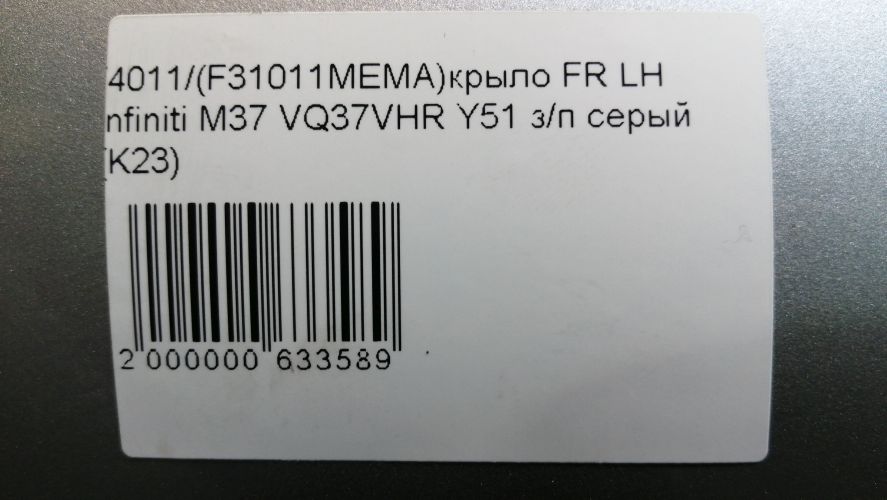 4011/(F31011MEMA)крыло FR LH
nfiniti M37 VQ37VHR Y51 з/п серый
(K23)
2 000000 633589